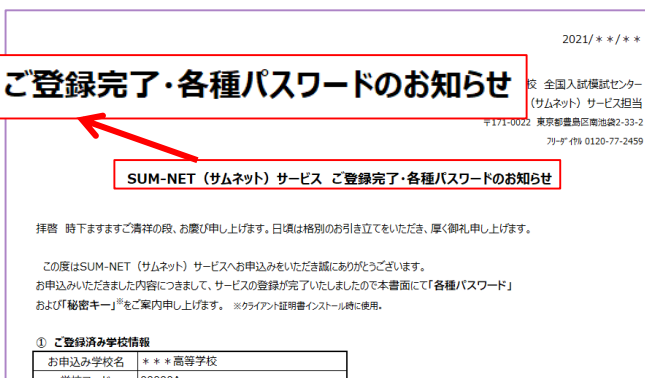 2021/＊＊/＊＊
ご登録完了・各種パスワードのお知らせ
校 全国入試模試センター
(サムネット) サービス担当
〒171-0022 東京都豊島区南池袋2-33-2
フリーダイヤル 0120-77-2459
SUM-NET（サムネット）サービス ご登録完了・各種パスワードのお知らせ
拝啓 時下ますますご清祥の段、お慶び申し上げます。日頃は格別のお引き立てをいただき、厚く御礼申し上げます。
この度はSUM-NET（サムネット）サービスへお申込みをいただき誠にありがとうございます。
お申込みいただきました内容につきまして、サービスの登録が完了いたしましたので本書面にて「各種パスワード」
および「秘密キー」※をご案内申し上げます。 ※クライアント証明書インストール時に使用。
① ご登録済み学校情報
お申込み学校名 ＊＊＊高等学校